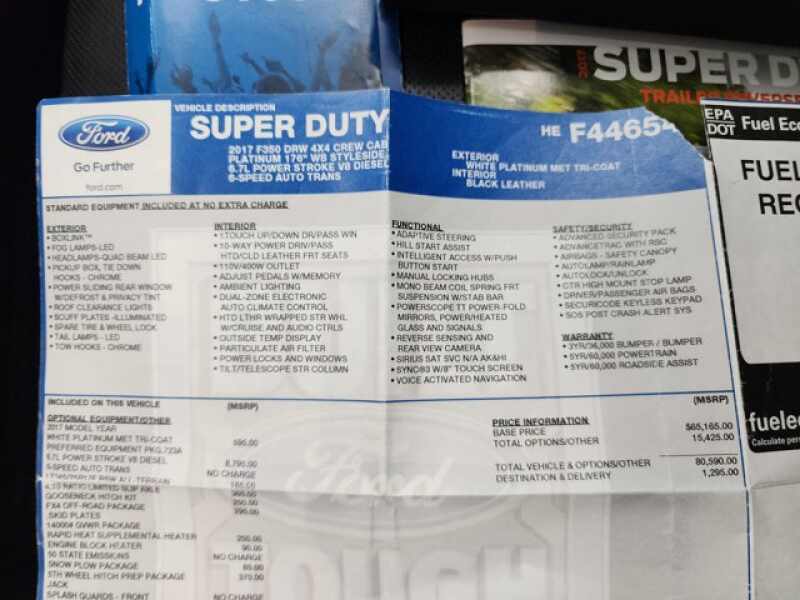 2017
SUPER D
EPA
DOT
Fuel Eco
FUEL
Ford
Go Further
ford.com
VEHICLE DESCRIPTION
SUPER DUTY
2017 F350 DRW 4X4 CREW CAB
PLATINUM 176" WB STYLESIDE
6.7L POWER STROKE V8 DIESEL
6-SPEED AUTO TRANS
HE F44654
EXTERIOR
WHITE PLATINUM MET TRI-COAT
INTERIOR
BLACK LEATHER
STANDARD EQUIPMENT INCLUDED AT NO EXTRA CHARGE
EXTERIOR
• BOXLINK™
• FOG LAMPS-LED
• HEADLAMPS-QUAD BEAM LED
• PICKUP BOX, TIE DOWN
HOOKS - CHROME
• POWER SLIDING REAR WINDOW
W/DEFROST & PRIVACY TINT
• ROOF CLEARANCE LIGHTS
• SCUFF PLATES - ILLUMINATED
• SPARE TIRE & WHEEL LOCK
• TAIL LAMPS - LED
• TOW HOOKS - CHROME
INTERIOR
• 1TOUCH UP/DOWN DR/PASS WIN
• 10-WAY POWER DRIV/PASS
HTD/CLD LEATHER FRT SEATS
• 110V/400W OUTLET
• ADJUST PEDALS W/MEMORY
• AMBIENT LIGHTING
• DUAL-ZONE ELECTRONIC
AUTO CLIMATE CONTROL
• HTD LTHR WRAPPED STR WHL
W/CRUISE AND AUDIO CTRLS
• OUTSIDE TEMP DISPLAY
• PARTICULATE AIR FILTER
• POWER LOCKS AND WINDOWS
• TILT/TELESCOPE STR COLUMN
FUNCTIONAL
• ADAPTIVE STEERING
• HILL START ASSIST
• INTELLIGENT ACCESS W/PUSH
BUTTON START
• MANUAL LOCKING HUBS
• MONO BEAM COIL SPRING FRT
SUSPENSION W/STAB BAR
• POWERSCOPE TT POWER-FOLD
MIRRORS, POWER/HEATED
GLASS AND SIGNALS
• REVERSE SENSING AND
REAR VIEW CAMERA
• SIRIUS SAT SVC N/A AK&HI
• SYNC®3 W/8" TOUCH SCREEN
• VOICE ACTIVATED NAVIGATION
SAFETY/SECURITY
• ADVANCED SECURITY PACK
• ADVANCETRAC WITH RSC
• AIRBAGS - SAFETY CANOPY
• AUTOLAMP/RAINLAMP
• AUTOLOCK/UNLOCK
• CTR HIGH MOUNT STOP LAMP
• DRIVER/PASSENGER AIR BAGS
• SECURICODE KEYLESS KEYPAD
• SOS POST CRASH ALERT SYS
WARRANTY
• 3YR/36,000 BUMPER / BUMPER
• 5YR/60,000 POWERTRAIN
• 5YR/60,000 ROADSIDE ASSIST
INCLUDED ON THIS VEHICLE (MSRP)
OPTIONAL EQUIPMENT/OTHER
2017 MODEL YEAR
WHITE PLATINUM MET TRI-COAT 595.00
PREFERRED EQUIPMENT PKG.723A
6.7L POWER STROKE V8 DIESEL 8,795.00
6-SPEED AUTO TRANS NO CHARGE
GOOSENECK HITCH KIT
FX4 OFF-ROAD PACKAGE
.SKID PLATES
14000# GVWR PACKAGE
RAPID HEAT SUPPLEMENTAL HEATER 250.00
ENGINE BLOCK HEATER 90.00
50 STATE EMISSIONS NO CHARGE
SNOW PLOW PACKAGE
5TH WHEEL HITCH PREP PACKAGE 370.00
JACK
SPLASH GUARDS - FRONT NO CHARGE
(MSRP)
PRICE INFORMATION
BASE PRICE $65,165.00
TOTAL OPTIONS/OTHER 15,425.00
TOTAL VEHICLE & OPTIONS/OTHER 80,590.00
DESTINATION & DELIVERY 1,295.00
Ford
fuelec
Calculate pers